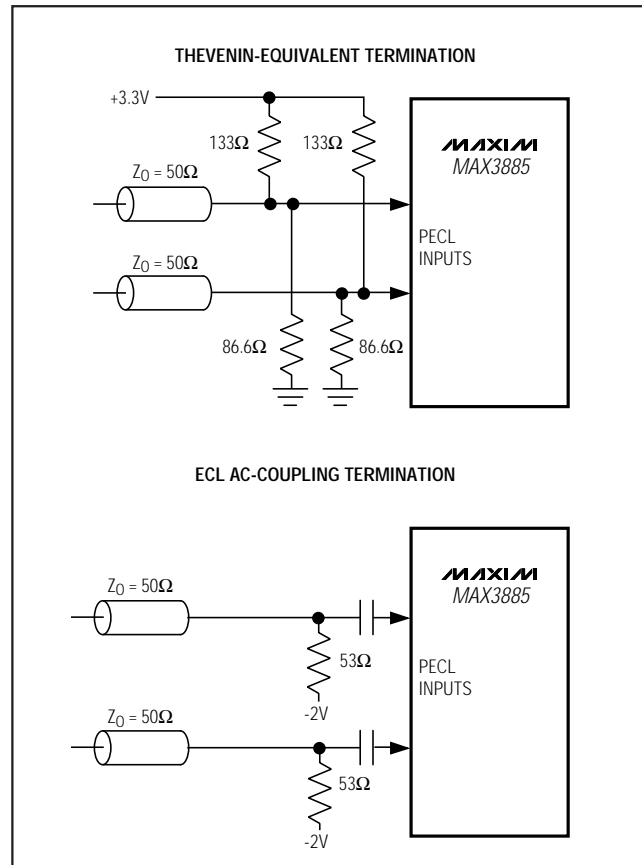 THEVENIN-EQUIVALENT TERMINATION
+3.3V
133Ω 133Ω
MAXIM
MAX3885
Z₀ = 50Ω
PECL
INPUTS
Z₀ = 50Ω
86.6Ω 86.6Ω
ECL AC-COUPLING TERMINATION
MAXIM
MAX3885
Z₀ = 50Ω
53Ω
PECL
INPUTS
-2V
Z₀ = 50Ω
53Ω
-2V